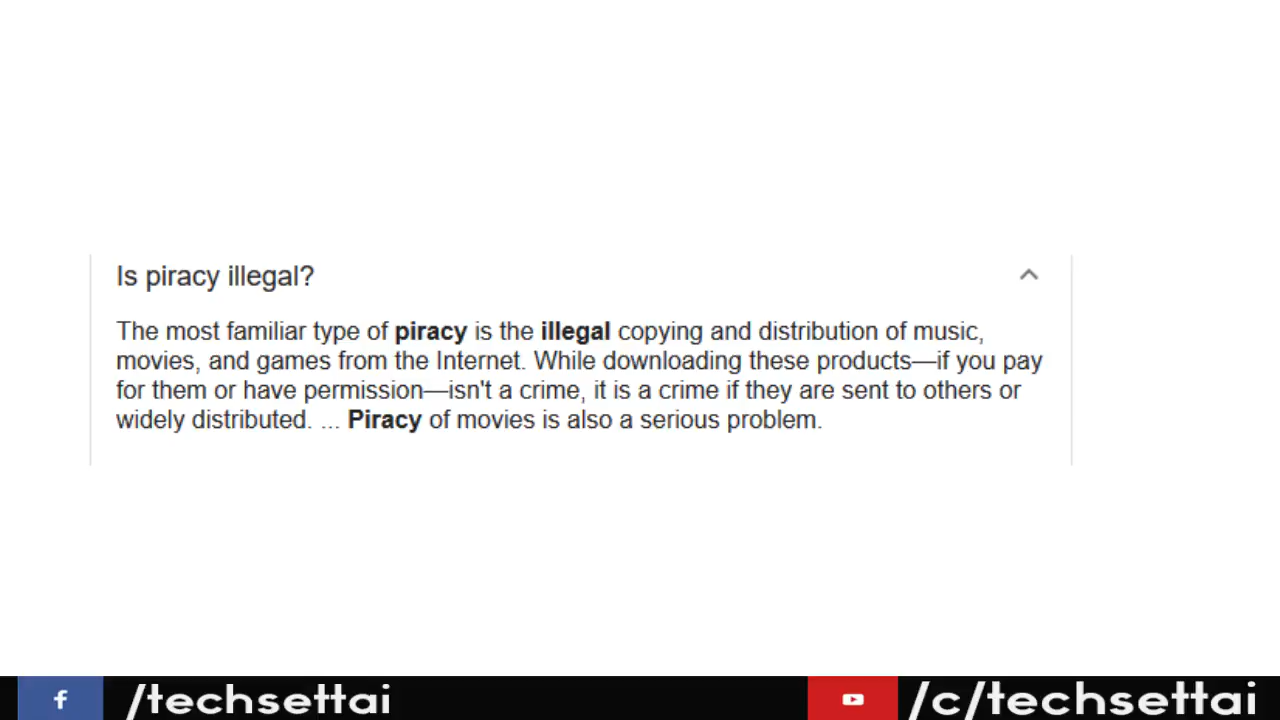 Is piracy illegal?
The most familiar type of piracy is the illegal copying and distribution of music,
movies, and games from the Internet. While downloading these products—if you pay
for them or have permission—isn't a crime, it is a crime if they are sent to others or
widely distributed. ... Piracy of movies is also a serious problem.
f /techsettai /c/techsettai